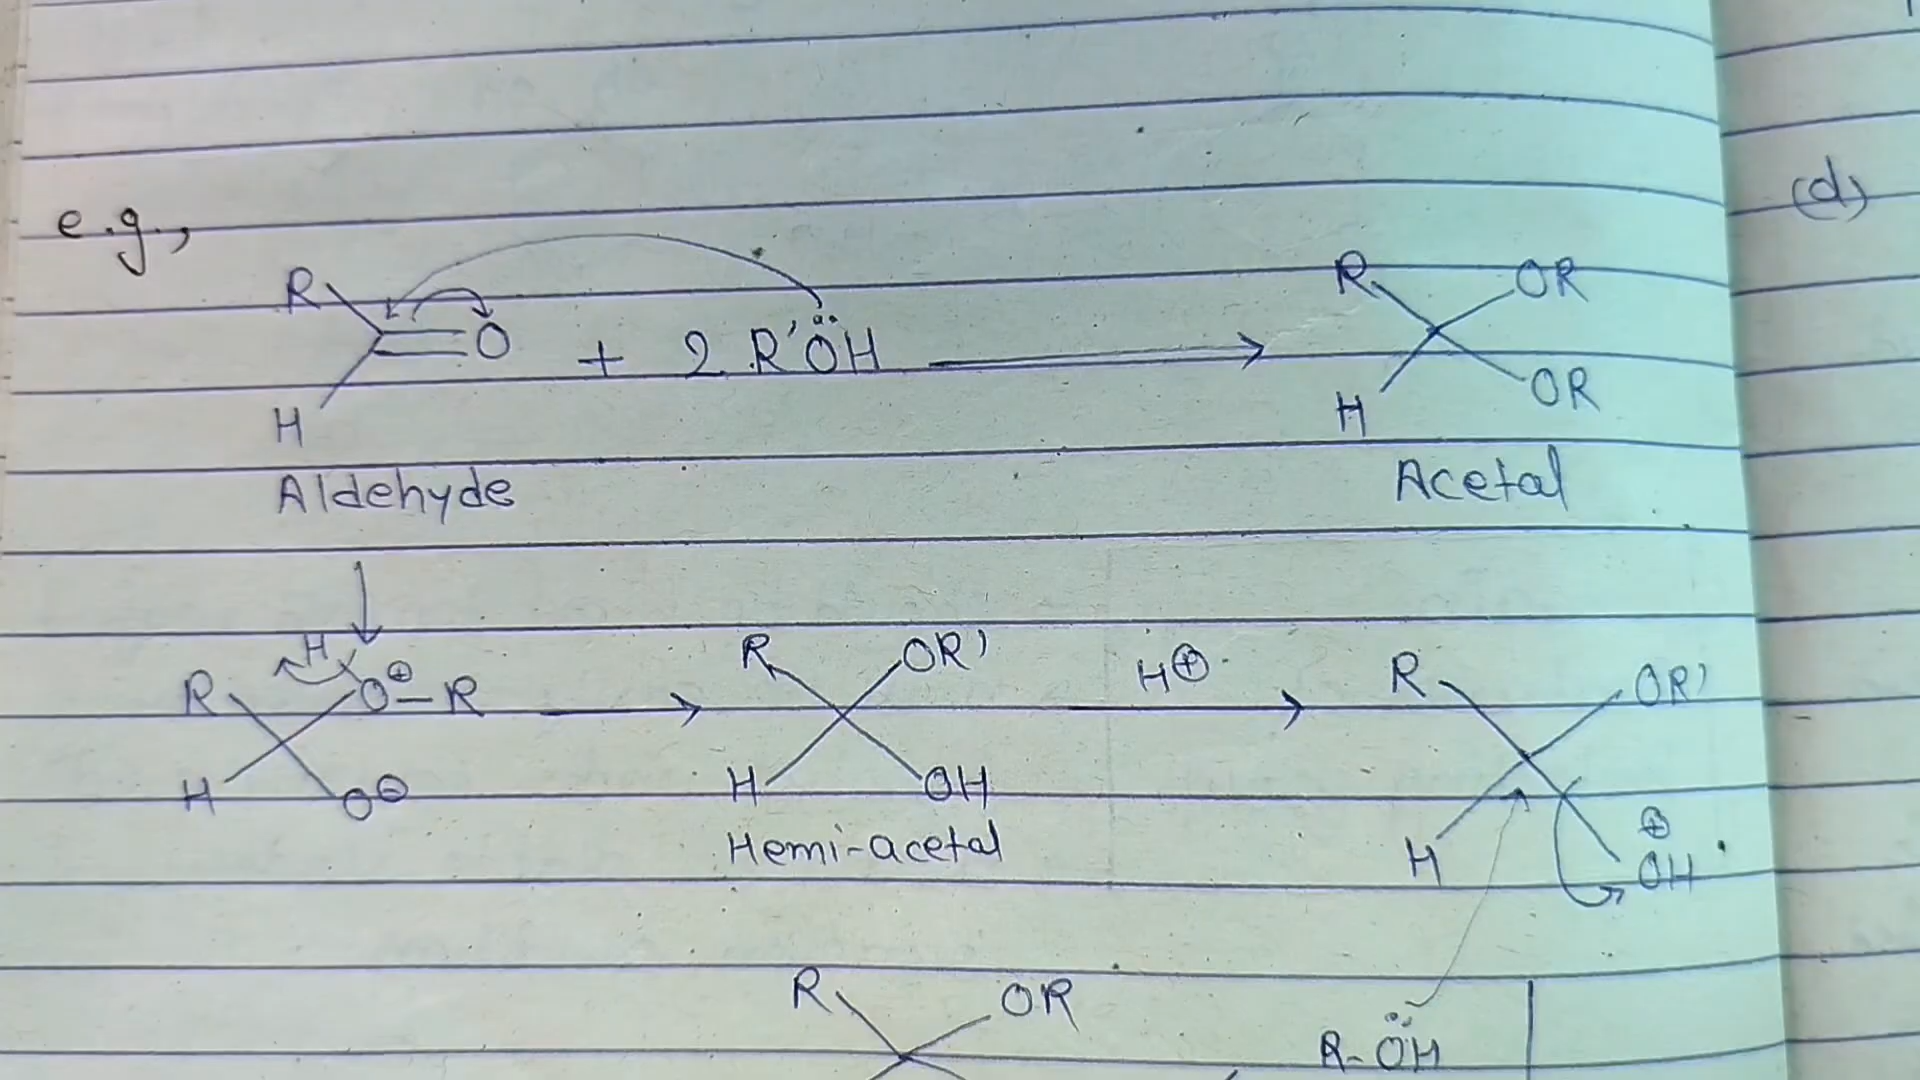 (d)
e.g.,
R OR
R
O + 2 R'ÖH
H OR
H
Aldehyde Acetal
H
R O⊕–R R OR' H⊕ R OR'
H O⊖ H OH
Hemi-acetal H ⊕OH
R OR
R-ÖH